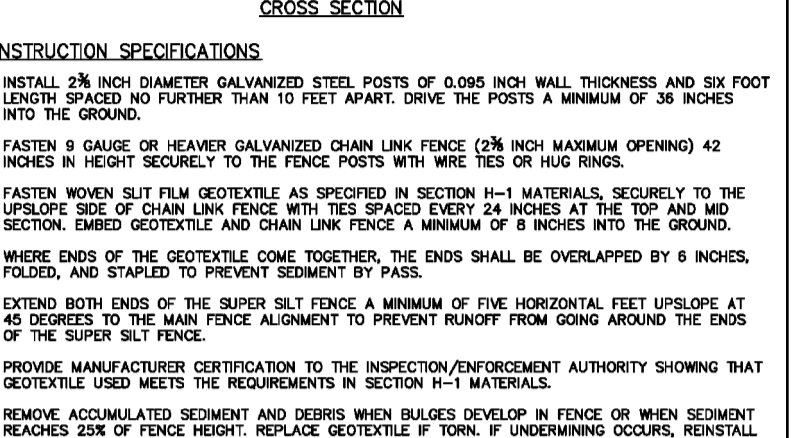 CROSS SECTION
NSTRUCTION SPECIFICATIONS
INSTALL 2⅜ INCH DIAMETER GALVANIZED STEEL POSTS OF 0.095 INCH WALL THICKNESS AND SIX FOOT
LENGTH SPACED NO FURTHER THAN 10 FEET APART. DRIVE THE POSTS A MINIMUM OF 36 INCHES
INTO THE GROUND.
FASTEN 9 GAUGE OR HEAVIER GALVANIZED CHAIN LINK FENCE (2⅜ INCH MAXIMUM OPENING) 42
INCHES IN HEIGHT SECURELY TO THE FENCE POSTS WITH WIRE TIES OR HUG RINGS.
FASTEN WOVEN SLIT FILM GEOTEXTILE AS SPECIFIED IN SECTION H-1 MATERIALS, SECURELY TO THE
UPSLOPE SIDE OF CHAIN LINK FENCE WITH TIES SPACED EVERY 24 INCHES AT THE TOP AND MID
SECTION. EMBED GEOTEXTILE AND CHAIN LINK FENCE A MINIMUM OF 8 INCHES INTO THE GROUND.
WHERE ENDS OF THE GEOTEXTILE COME TOGETHER, THE ENDS SHALL BE OVERLAPPED BY 6 INCHES,
FOLDED, AND STAPLED TO PREVENT SEDIMENT BY PASS.
EXTEND BOTH ENDS OF THE SUPER SILT FENCE A MINIMUM OF FIVE HORIZONTAL FEET UPSLOPE AT
45 DEGREES TO THE MAIN FENCE ALIGNMENT TO PREVENT RUNOFF FROM GOING AROUND THE ENDS
OF THE SUPER SILT FENCE.
PROVIDE MANUFACTURER CERTIFICATION TO THE INSPECTION/ENFORCEMENT AUTHORITY SHOWING THAT
GEOTEXTILE USED MEETS THE REQUIREMENTS IN SECTION H-1 MATERIALS.
REMOVE ACCUMULATED SEDIMENT AND DEBRIS WHEN BULGES DEVELOP IN FENCE OR WHEN SEDIMENT
REACHES 25% OF FENCE HEIGHT. REPLACE GEOTEXTILE IF TORN. IF UNDERMINING OCCURS, REINSTALL